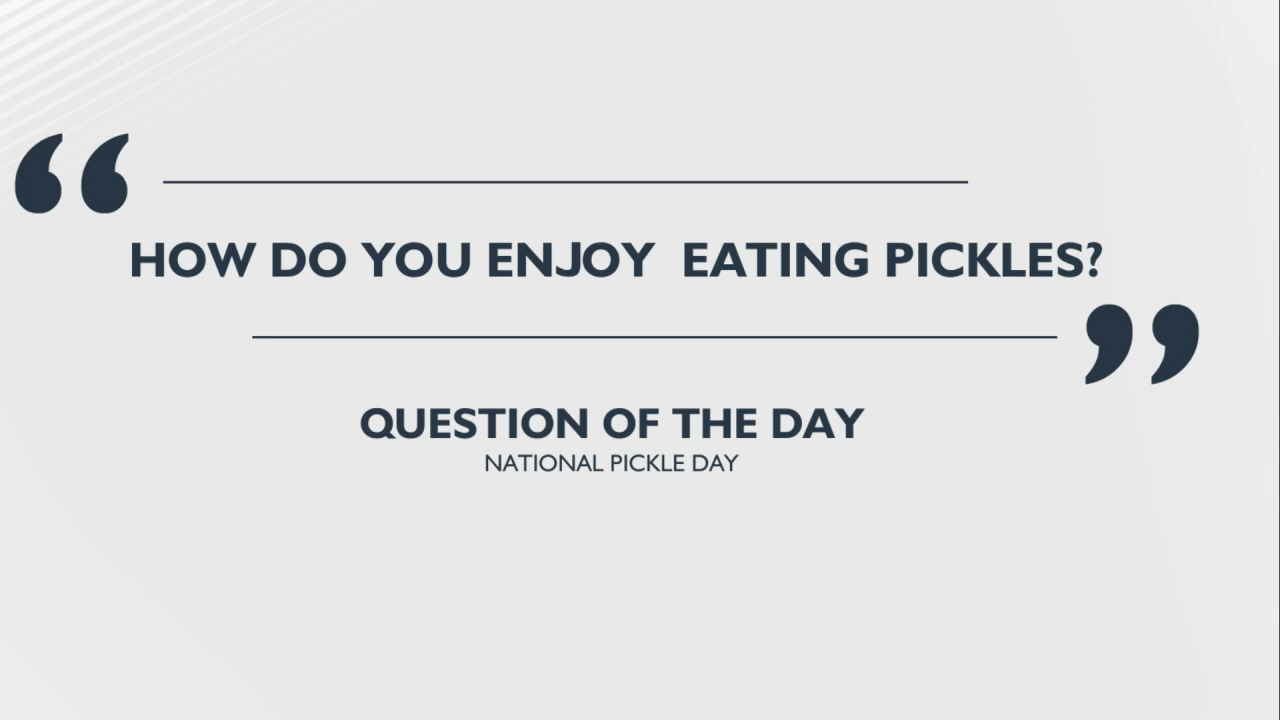 “
HOW DO YOU ENJOY  EATING PICKLES?
”
QUESTION OF THE DAY
NATIONAL PICKLE DAY